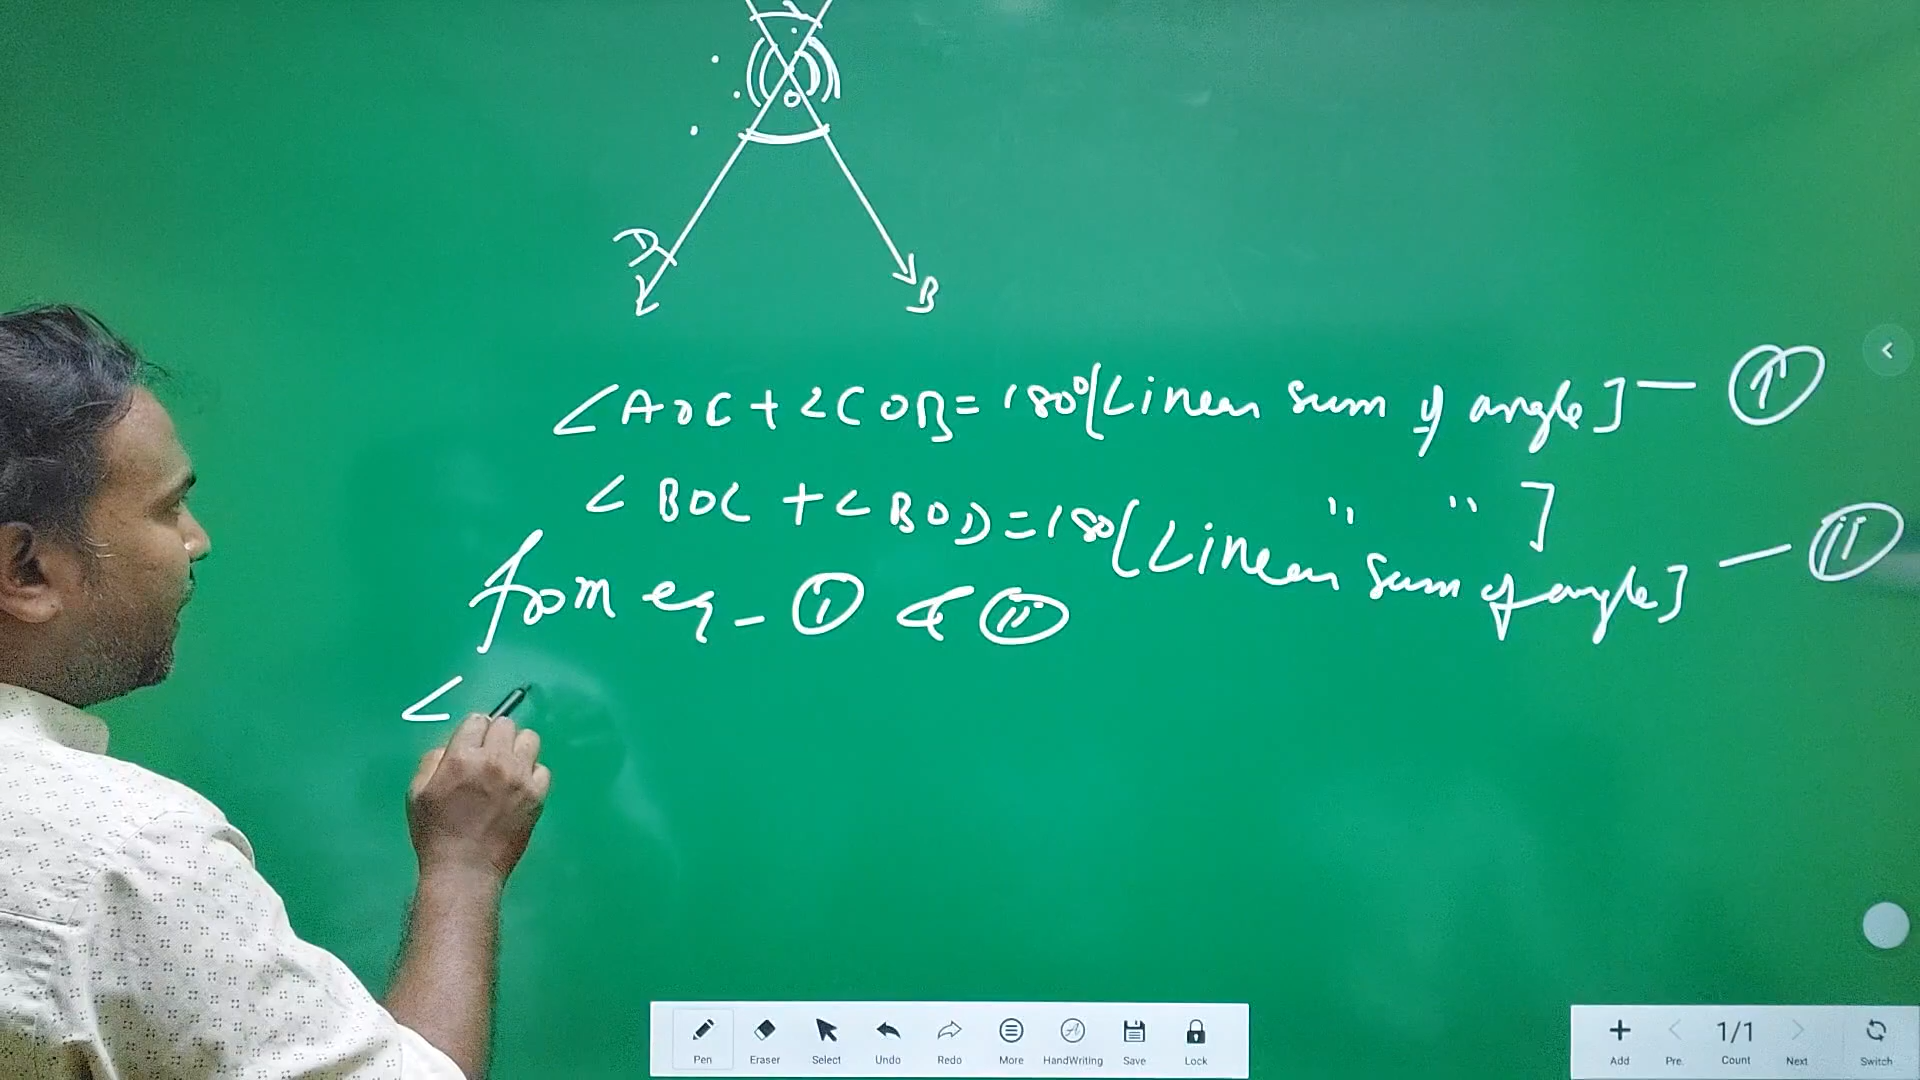 O
D
B
∠AOC + ∠COB = 180° [Linear sum of angle] — (i)
∠BOC + ∠BOD = 180 [Linear " " ]
sum of angle] — (ii)
from eq - (i) & (ii)
∠
Pen Eraser Select Undo Redo More HandWriting Save Lock
Add Pre. 1/1 Count Next Switch